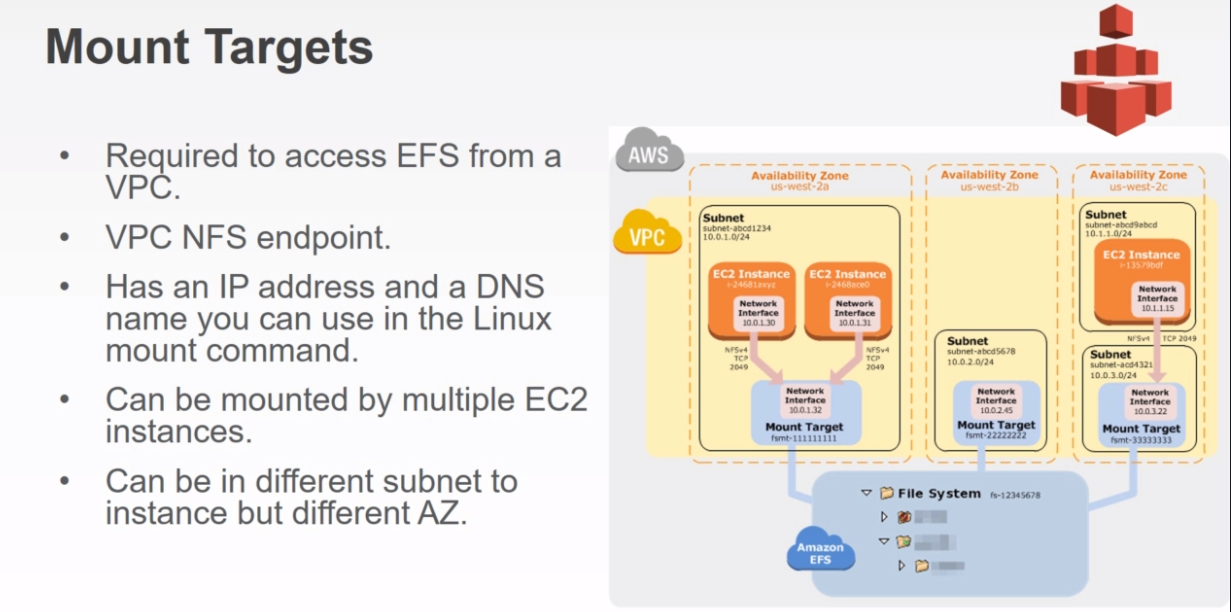 Mount Targets
• Required to access EFS from a
VPC.
• VPC NFS endpoint.
• Has an IP address and a DNS
name you can use in the Linux
mount command.
• Can be mounted by multiple EC2
instances.
• Can be in different subnet to
instance but different AZ.
AWS
VPC
Availability Zone
us-west-2a
Subnet
subnet-abcd1234
10.0.1.0/24
EC2 Instance
i-2468
Network
Interface
10.0.1.30
EC2 Instance
i-2468ace0
Network
Interface
10.0.1.31
NFSv4
TCP
2049
NFSv4
TCP
2049
Network
Interface
10.0.1.32
Mount Target
fsmt-111111111
Availability Zone
us-west-2b
Subnet
subnet-abcd5678
10.0.2.0/24
Network
Interface
10.0.2.45
Mount Target
fsmt-22222222
Availability Zone
us-west-2c
Subnet
subnet-abcd9abcd
10.1.1.0/24
EC2 Instance
i-13579bdf
Network
Interface
10.1.1.15
NFSv4 TCP 2049
Subnet
subnet-acd4321
10.0.3.0/24
Network
Interface
10.0.3.22
Mount Target
fsmt-33333333
File System fs-12345678
Amazon
EFS